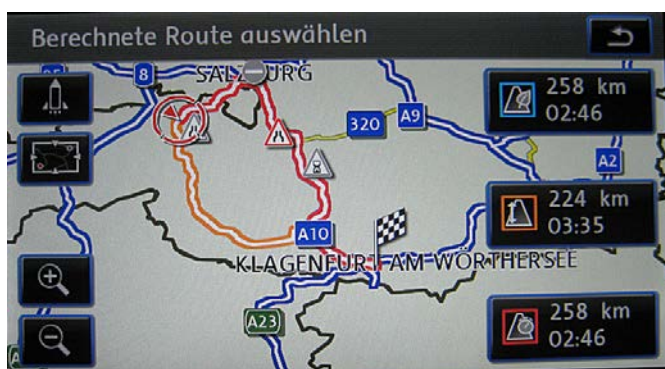 Berechnete Route auswählen
8
SALZBURG
258 km
02:46
320
A9
A2
224 km
03:35
A10
KLAGENFURT AM WÖRTHERSEE
A23
258 km
02:46